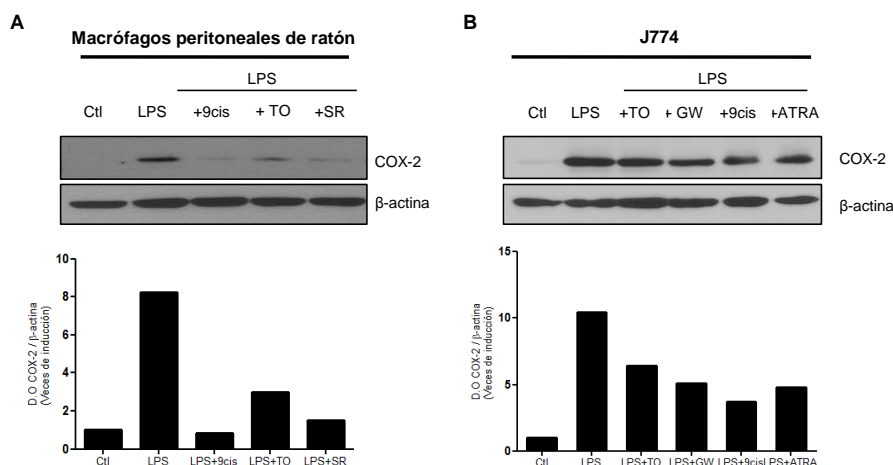 A
Macrófagos peritoneales de ratón
LPS
Ctl LPS +9cis + TO +SR
COX-2
β-actina
D.O COX-2 / β-actina
(Veces de inducción)
10
8
6
4
2
0
Ctl LPS LPS+9cis LPS+TO LPS+SR
B
J774
LPS
Ctl LPS +TO + GW +9cis +ATRA
COX-2
β-actina
D.O COX-2 / β-actina
(Veces de inducción)
15
10
5
0
Ctl LPS LPS+TO LPS+GW LPS+9cis PS+ATRA